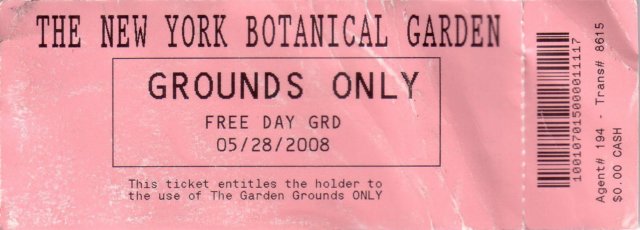 THE NEW YORK BOTANICAL GARDEN
GROUNDS ONLY
FREE DAY GRD
05/28/2008
This ticket entitles the holder to
the use of The Garden Grounds ONLY
1001070150000011117
Agent# 194 - Trans# 8615
$0.00 CASH